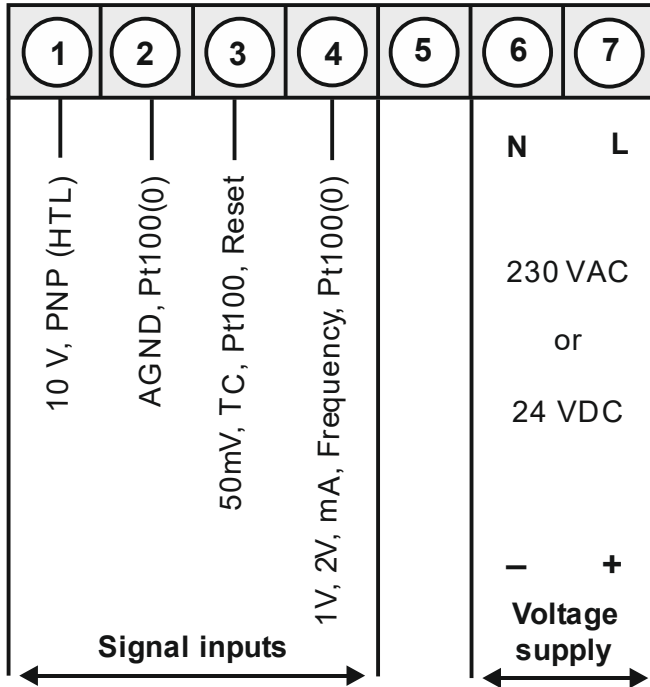 1 2 3 4 5 6 7
10 V, PNP (HTL)
AGND, Pt100(0)
50mV, TC, Pt100, Reset
1V, 2V, mA, Frequency, Pt100(0)
N L
230 VAC
or
24 VDC
– +
Signal inputs
Voltage
supply